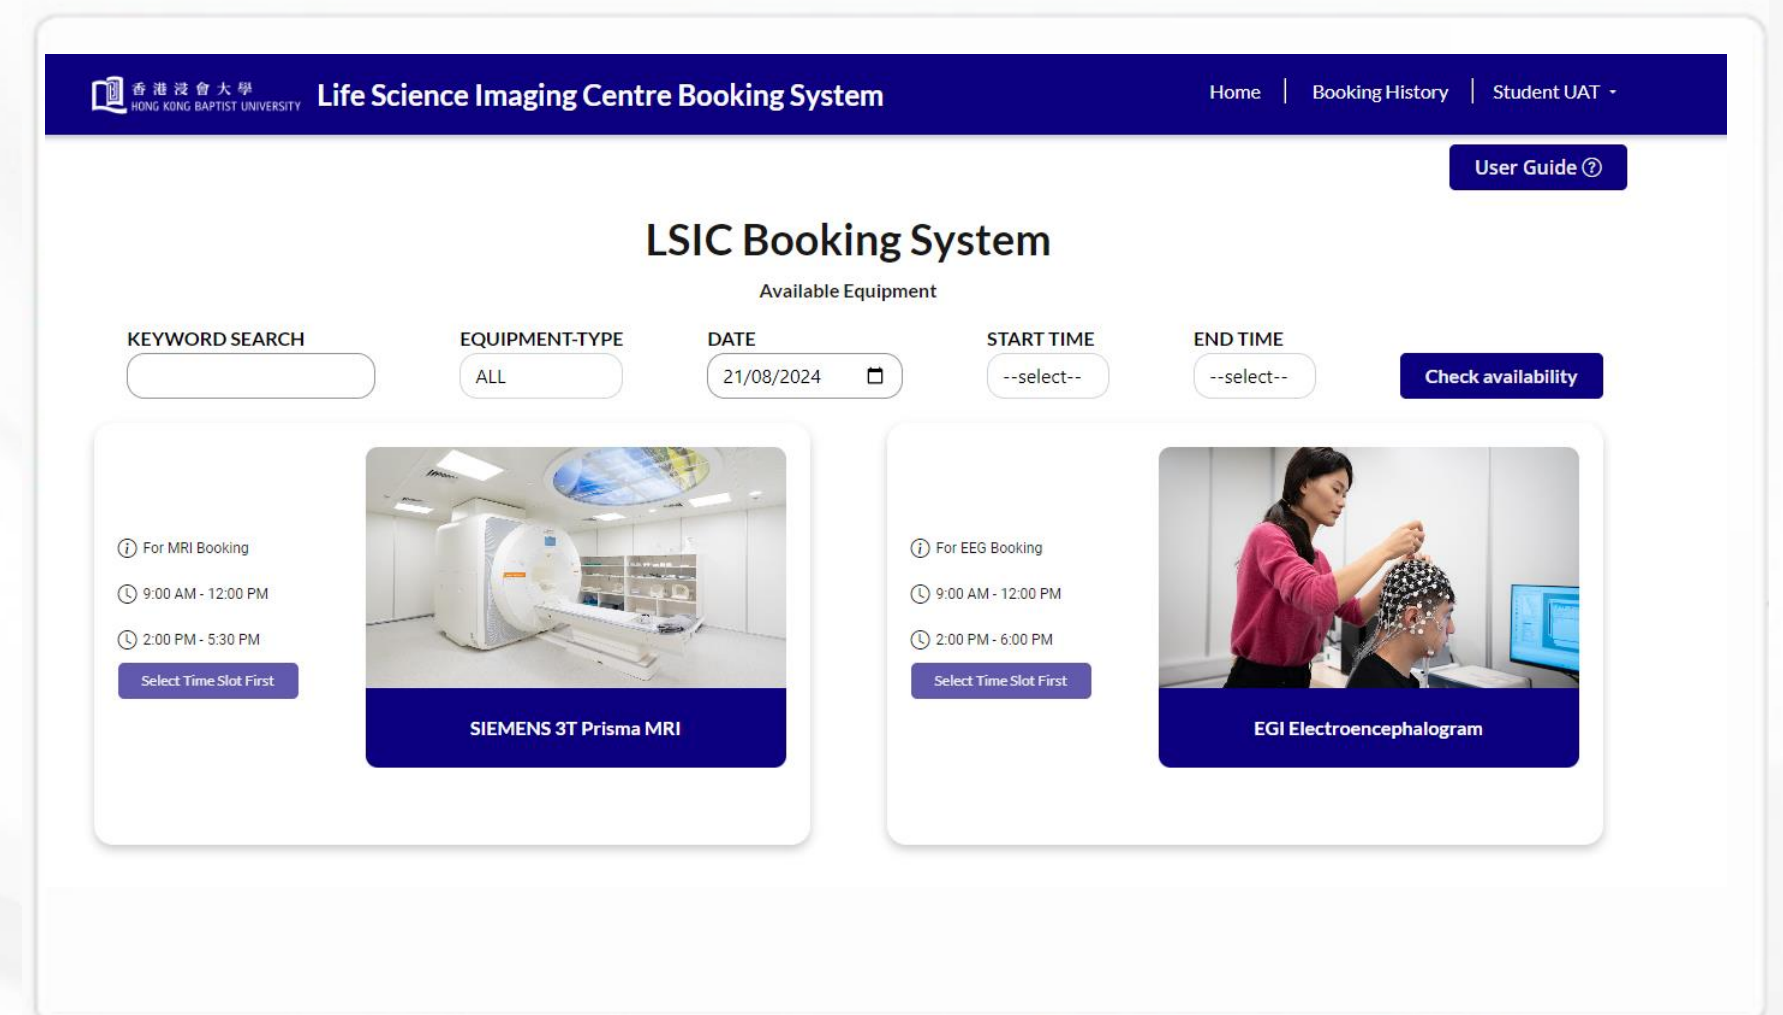 香港浸會大學
HONG KONG BAPTIST UNIVERSITY
Life Science Imaging Centre Booking System
Home
Booking History
Student UAT
User Guide
LSIC Booking System
Available Equipment
KEYWORD SEARCH
EQUIPMENT-TYPE
DATE
START TIME
END TIME
ALL
21/08/2024
--select--
--select--
Check availability
For MRI Booking
9:00 AM - 12:00 PM
2:00 PM - 5:30 PM
Select Time Slot First
SIEMENS 3T Prisma MRI
For EEG Booking
9:00 AM - 12:00 PM
2:00 PM - 6:00 PM
Select Time Slot First
EGI Electroencephalogram